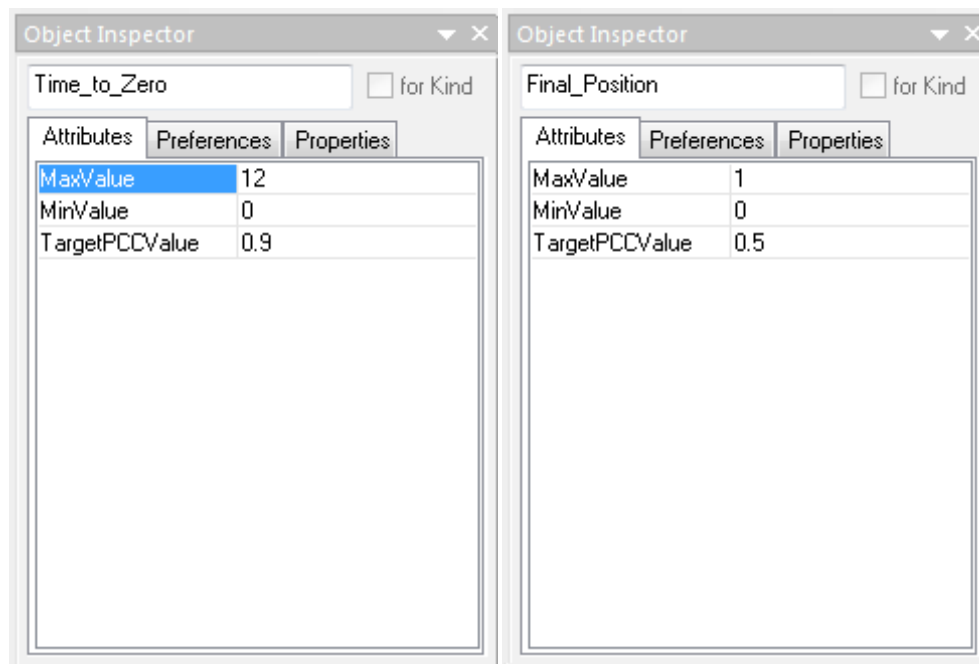 Object Inspector
Time_to_Zero
for Kind
Attributes Preferences Properties
MaxValue 12
MinValue 0
TargetPCCValue 0.9
Object Inspector
Final_Position
for Kind
Attributes Preferences Properties
MaxValue 1
MinValue 0
TargetPCCValue 0.5